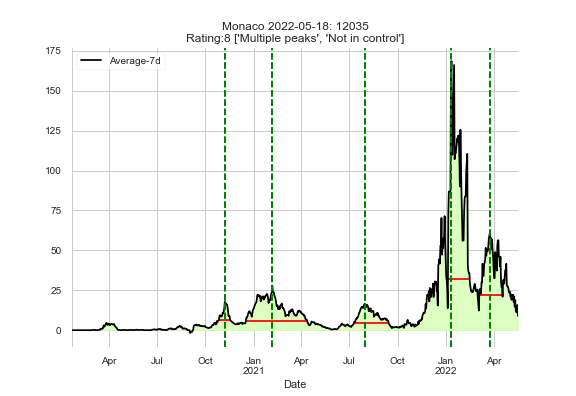 Monaco 2022-05-18: 12035
Rating:8 ['Multiple peaks', 'Not in control']
175
Average-7d
150
125
100
75
50
25
0
Apr Jul Oct Jan Apr Jul Oct Jan Apr
2021 2022
Date